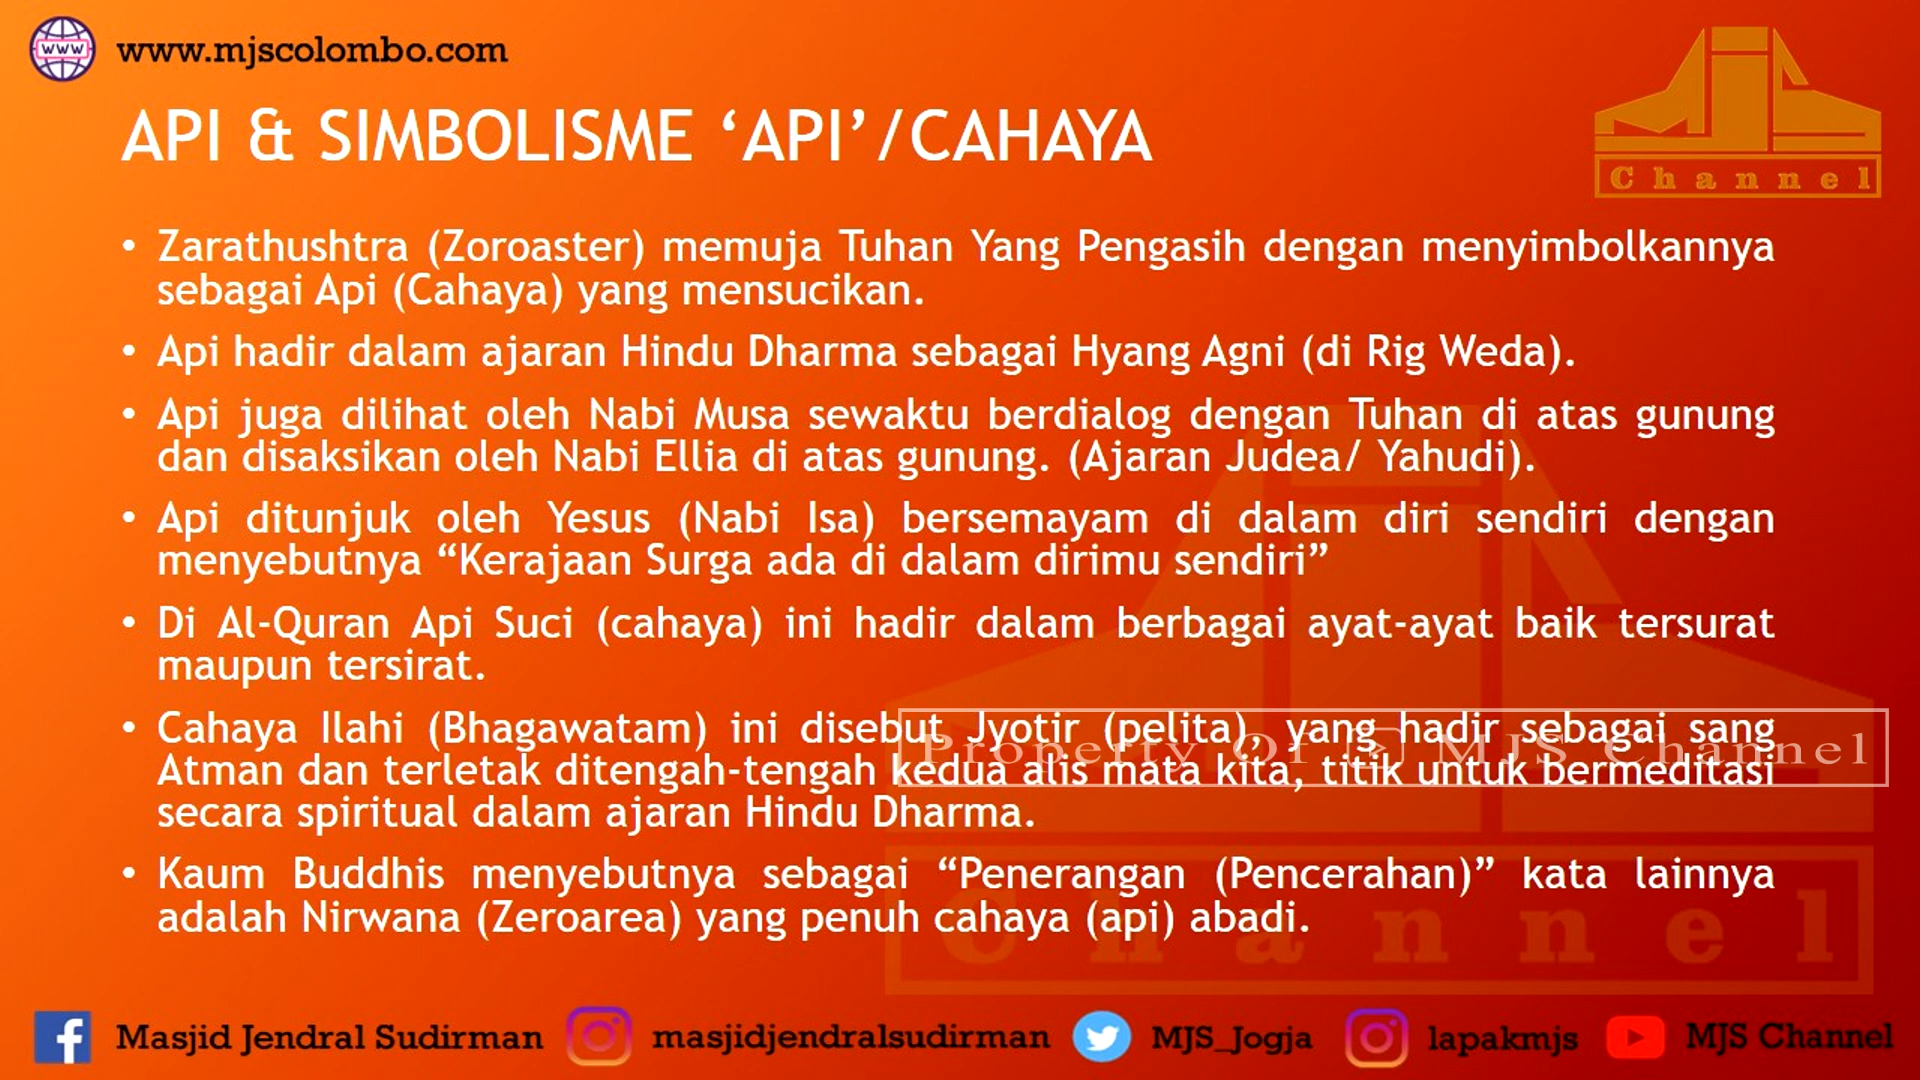 www.mjscolombo.com
API & SIMBOLISME ‘API’/CAHAYA
MJS
Channel
• Zarathushtra (Zoroaster) memuja Tuhan Yang Pengasih dengan menyimbolkannya
sebagai Api (Cahaya) yang mensucikan.
• Api hadir dalam ajaran Hindu Dharma sebagai Hyang Agni (di Rig Weda).
• Api juga dilihat oleh Nabi Musa sewaktu berdialog dengan Tuhan di atas gunung
dan disaksikan oleh Nabi Ellia di atas gunung. (Ajaran Judea/ Yahudi).
• Api ditunjuk oleh Yesus (Nabi Isa) bersemayam di dalam diri sendiri dengan
menyebutnya “Kerajaan Surga ada di dalam dirimu sendiri”
• Di Al-Quran Api Suci (cahaya) ini hadir dalam berbagai ayat-ayat baik tersurat
maupun tersirat.
• Cahaya Ilahi (Bhagawatam) ini disebut Jyotir (pelita), yang hadir sebagai sang
Atman dan terletak ditengah-tengah kedua alis mata kita, titik untuk bermeditasi
secara spiritual dalam ajaran Hindu Dharma.
Property Of MJS Channel
• Kaum Buddhis menyebutnya sebagai “Penerangan (Pencerahan)” kata lainnya
adalah Nirwana (Zeroarea) yang penuh cahaya (api) abadi.
Channel
Masjid Jendral Sudirman masjidjendralsudirman MJS_Jogja lapakmjs MJS Channel